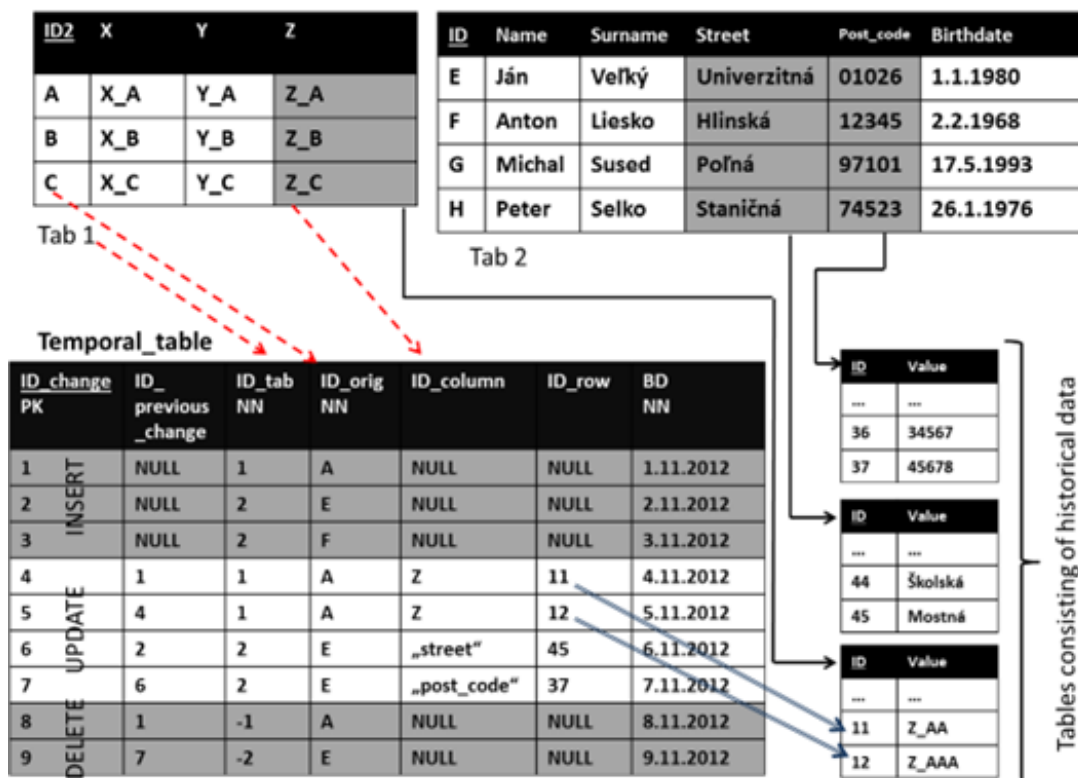 ID2 X Y Z
A X_A Y_A Z_A
B X_B Y_B Z_B
C X_C Y_C Z_C
Tab 1
ID Name Surname Street Post_code Birthdate
E Ján Veľký Univerzitná 01026 1.1.1980
F Anton Liesko Hlinská 12345 2.2.1968
G Michal Sused Poľná 97101 17.5.1993
H Peter Selko Staničná 74523 26.1.1976
Tab 2
Temporal_table
ID_change PK ID_previous_change ID_tab NN ID_orig NN ID_column ID_row BD NN
1 NULL 1 A NULL NULL 1.11.2012
2 NULL 2 E NULL NULL 2.11.2012
3 NULL 2 F NULL NULL 3.11.2012
4 1 1 A Z 11 4.11.2012
5 4 1 A Z 12 5.11.2012
6 2 2 E „street“ 45 6.11.2012
7 6 2 E „post_code“ 37 7.11.2012
8 1 -1 A NULL NULL 8.11.2012
9 7 -2 E NULL NULL 9.11.2012
INSERT
UPDATE
DELETE
ID Value
... ...
36 34567
37 45678
ID Value
... ...
44 Školská
45 Mostná
ID Value
... ...
11 Z_AA
12 Z_AAA
Tables consisting of historical data